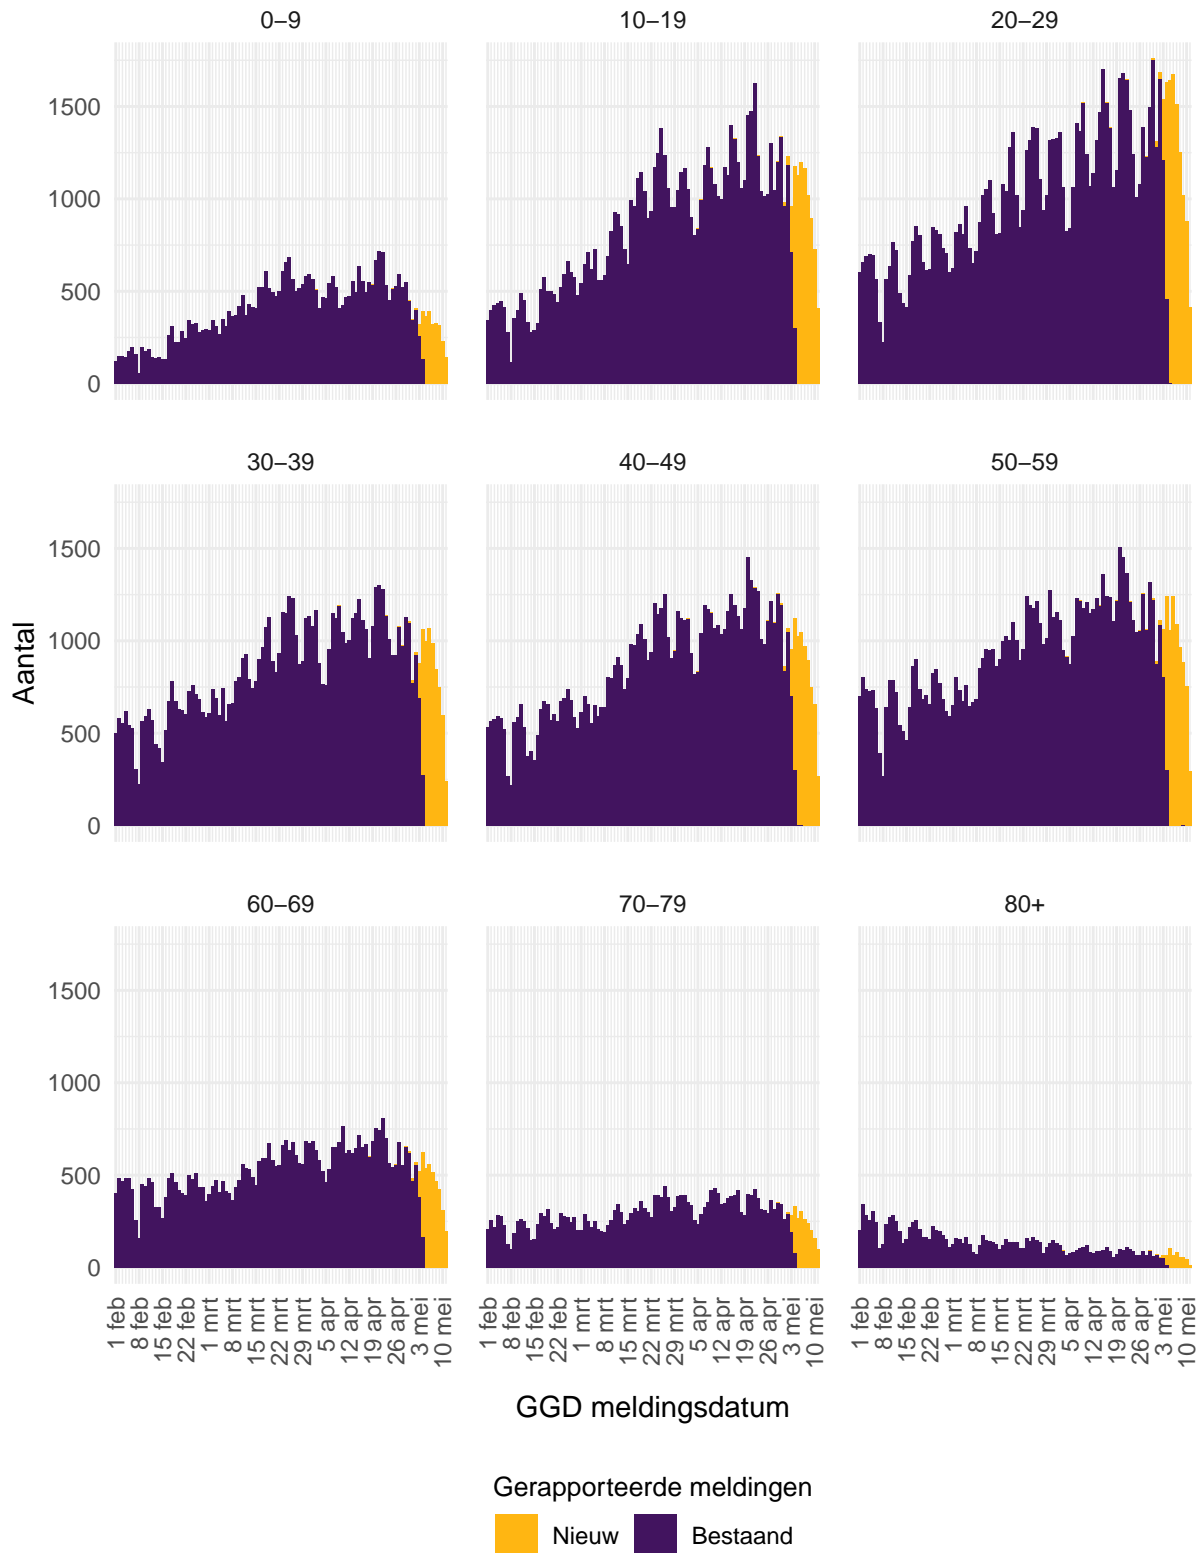 0–9 10–19 20–29
1500
1000
500
0
30–39 40–49 50–59
1500
1000
500
0
Aantal
60–69 70–79 80+
1500
1000
500
0
1 feb 8 feb 15 feb 22 feb 1 mrt 8 mrt 15 mrt 22 mrt 29 mrt 5 apr 12 apr 19 apr 26 apr 3 mei 10 mei
1 feb 8 feb 15 feb 22 feb 1 mrt 8 mrt 15 mrt 22 mrt 29 mrt 5 apr 12 apr 19 apr 26 apr 3 mei 10 mei
1 feb 8 feb 15 feb 22 feb 1 mrt 8 mrt 15 mrt 22 mrt 29 mrt 5 apr 12 apr 19 apr 26 apr 3 mei 10 mei
GGD meldingsdatum
Gerapporteerde meldingen
Nieuw Bestaand